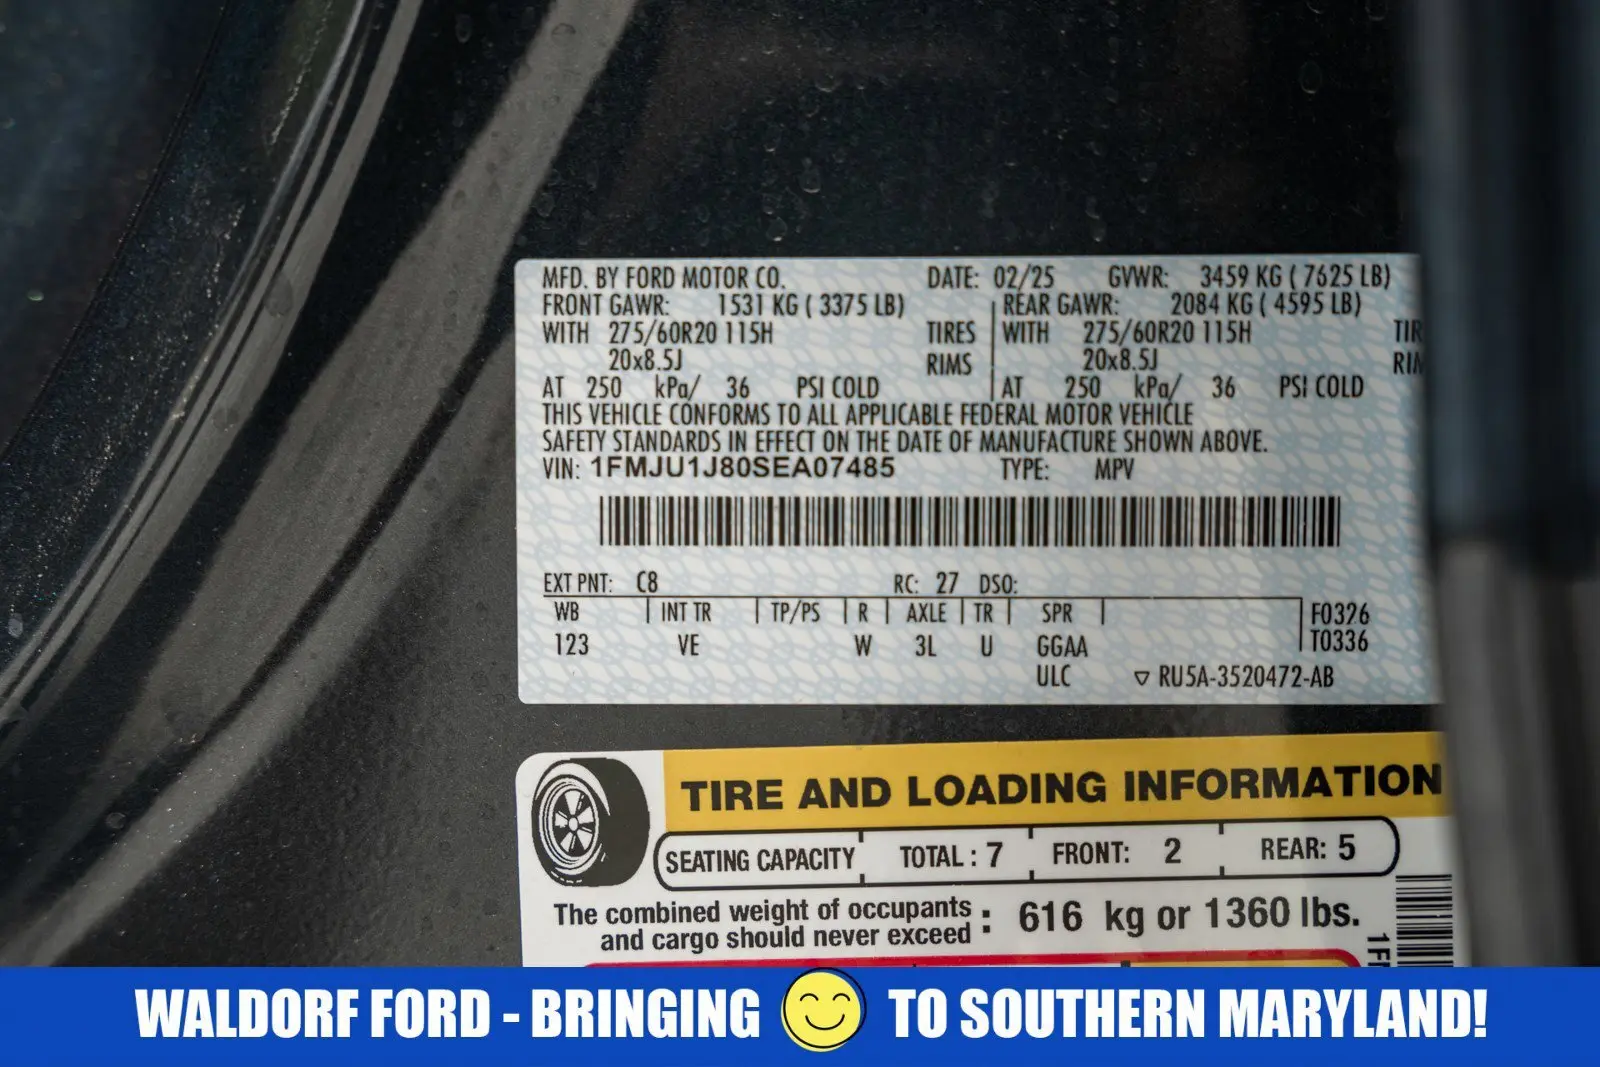 MFD. BY FORD MOTOR CO. DATE: 02/25 GVWR: 3459 KG ( 7625 LB)
FRONT GAWR: 1531 KG ( 3375 LB) REAR GAWR: 2084 KG ( 4595 LB)
WITH 275/60R20 115H TIRES WITH 275/60R20 115H TIR
20x8.5J RIMS 20x8.5J RIM
AT 250 kPa/ 36 PSI COLD AT 250 kPa/ 36 PSI COLD
THIS VEHICLE CONFORMS TO ALL APPLICABLE FEDERAL MOTOR VEHICLE
SAFETY STANDARDS IN EFFECT ON THE DATE OF MANUFACTURE SHOWN ABOVE.
VIN: 1FMJU1J80SEA07485 TYPE: MPV
EXT PNT: C8 RC: 27 DSO:
WB INT TR TP/PS R AXLE TR SPR F0326
123 VE W 3L U GGAA T0336
ULC ▽ RU5A-3520472-AB
TIRE AND LOADING INFORMATION
SEATING CAPACITY TOTAL : 7 FRONT: 2 REAR: 5
The combined weight of occupants
and cargo should never exceed : 616 kg or 1360 lbs.
WALDORF FORD - BRINGING TO SOUTHERN MARYLAND!